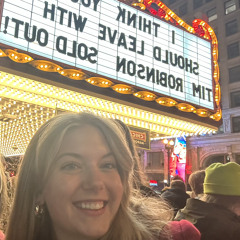 I THINK YOU
SHOULD LEAVE WITH
TIM ROBINSON
SOLD OUT!